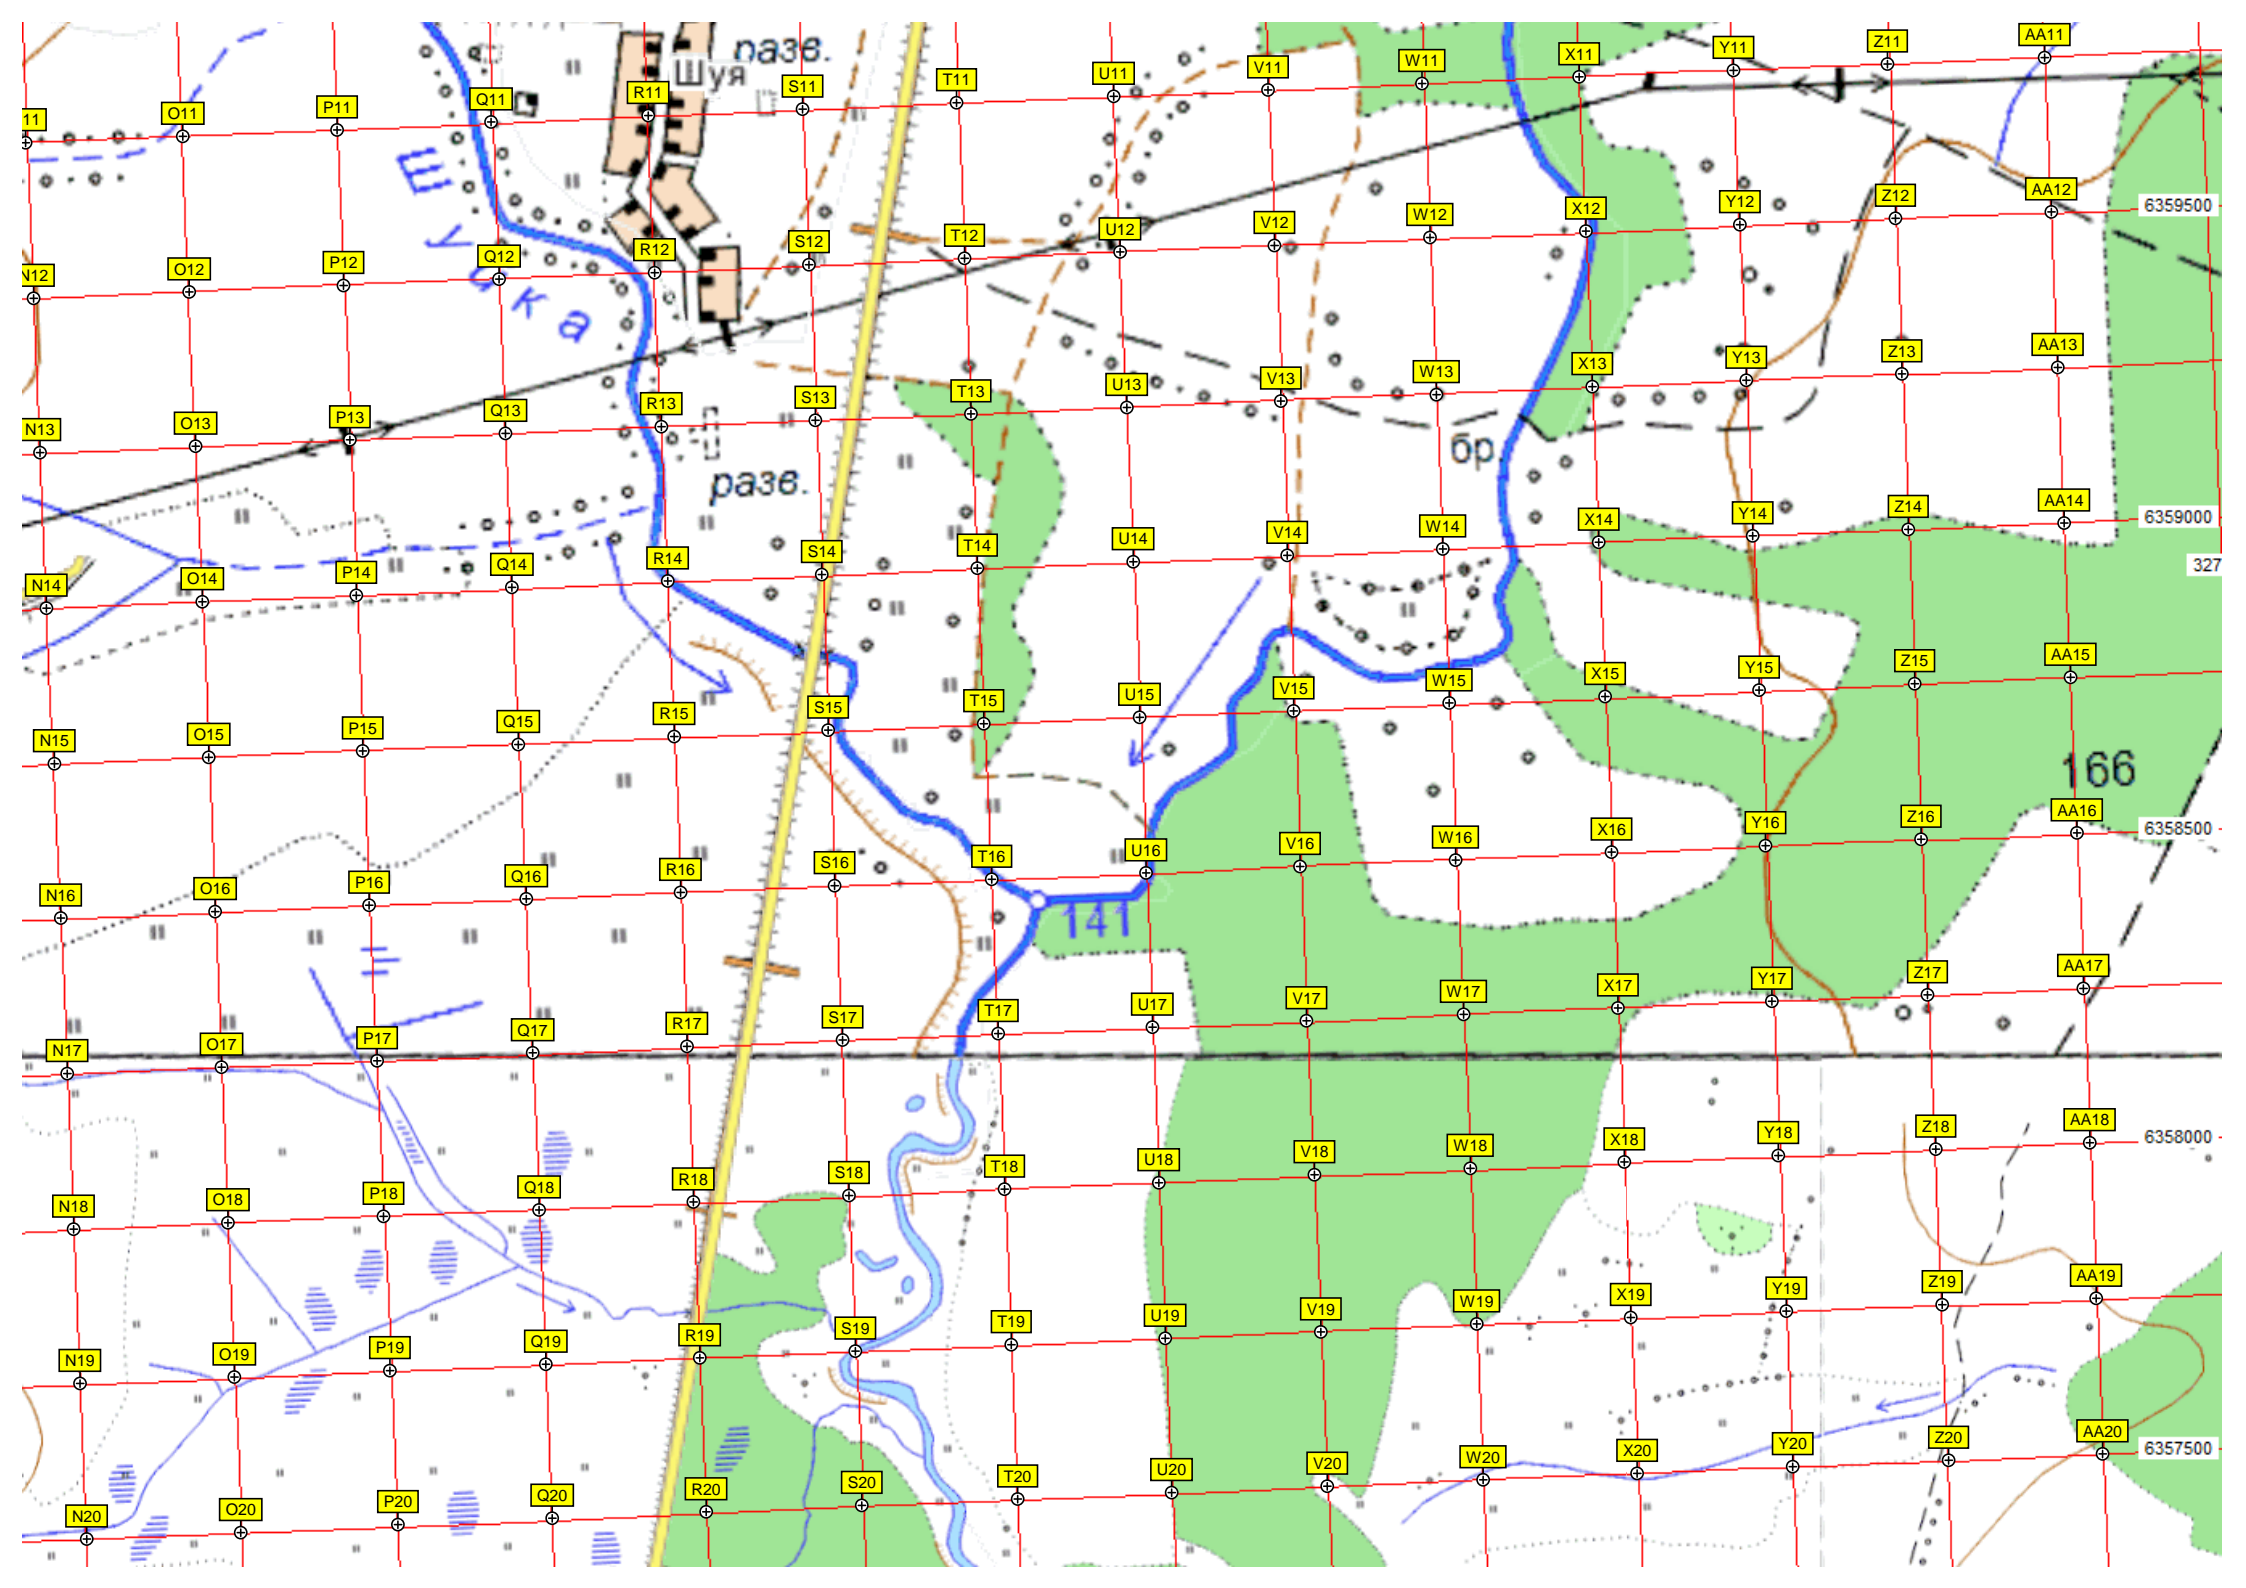 разв.
Шуя
AA11
Z11
Y11
X11
W11
V11
U11
T11
S11
R11
Q11
P11
O11
11
Шуйка
AA12
Z12
Y12
X12
W12
V12
U12
T12
S12
R12
Q12
P12
O12
N12
6359500
AA13
Z13
Y13
X13
W13
V13
U13
T13
S13
R13
Q13
P13
O13
N13
бр.
разв.
AA14
Z14
Y14
X14
W14
V14
U14
T14
S14
R14
Q14
P14
O14
N14
6359000
327
AA15
Z15
Y15
X15
W15
V15
U15
T15
S15
R15
Q15
P15
O15
N15
166
AA16
Z16
Y16
X16
W16
V16
U16
T16
S16
R16
Q16
P16
O16
N16
6358500
141
AA17
Z17
Y17
X17
W17
V17
U17
T17
S17
R17
Q17
P17
O17
N17
AA18
Z18
Y18
X18
W18
V18
U18
T18
S18
R18
Q18
P18
O18
N18
6358000
AA19
Z19
Y19
X19
W19
V19
U19
T19
S19
R19
Q19
P19
O19
N19
AA20
Z20
Y20
X20
W20
V20
U20
T20
S20
R20
Q20
P20
O20
N20
6357500